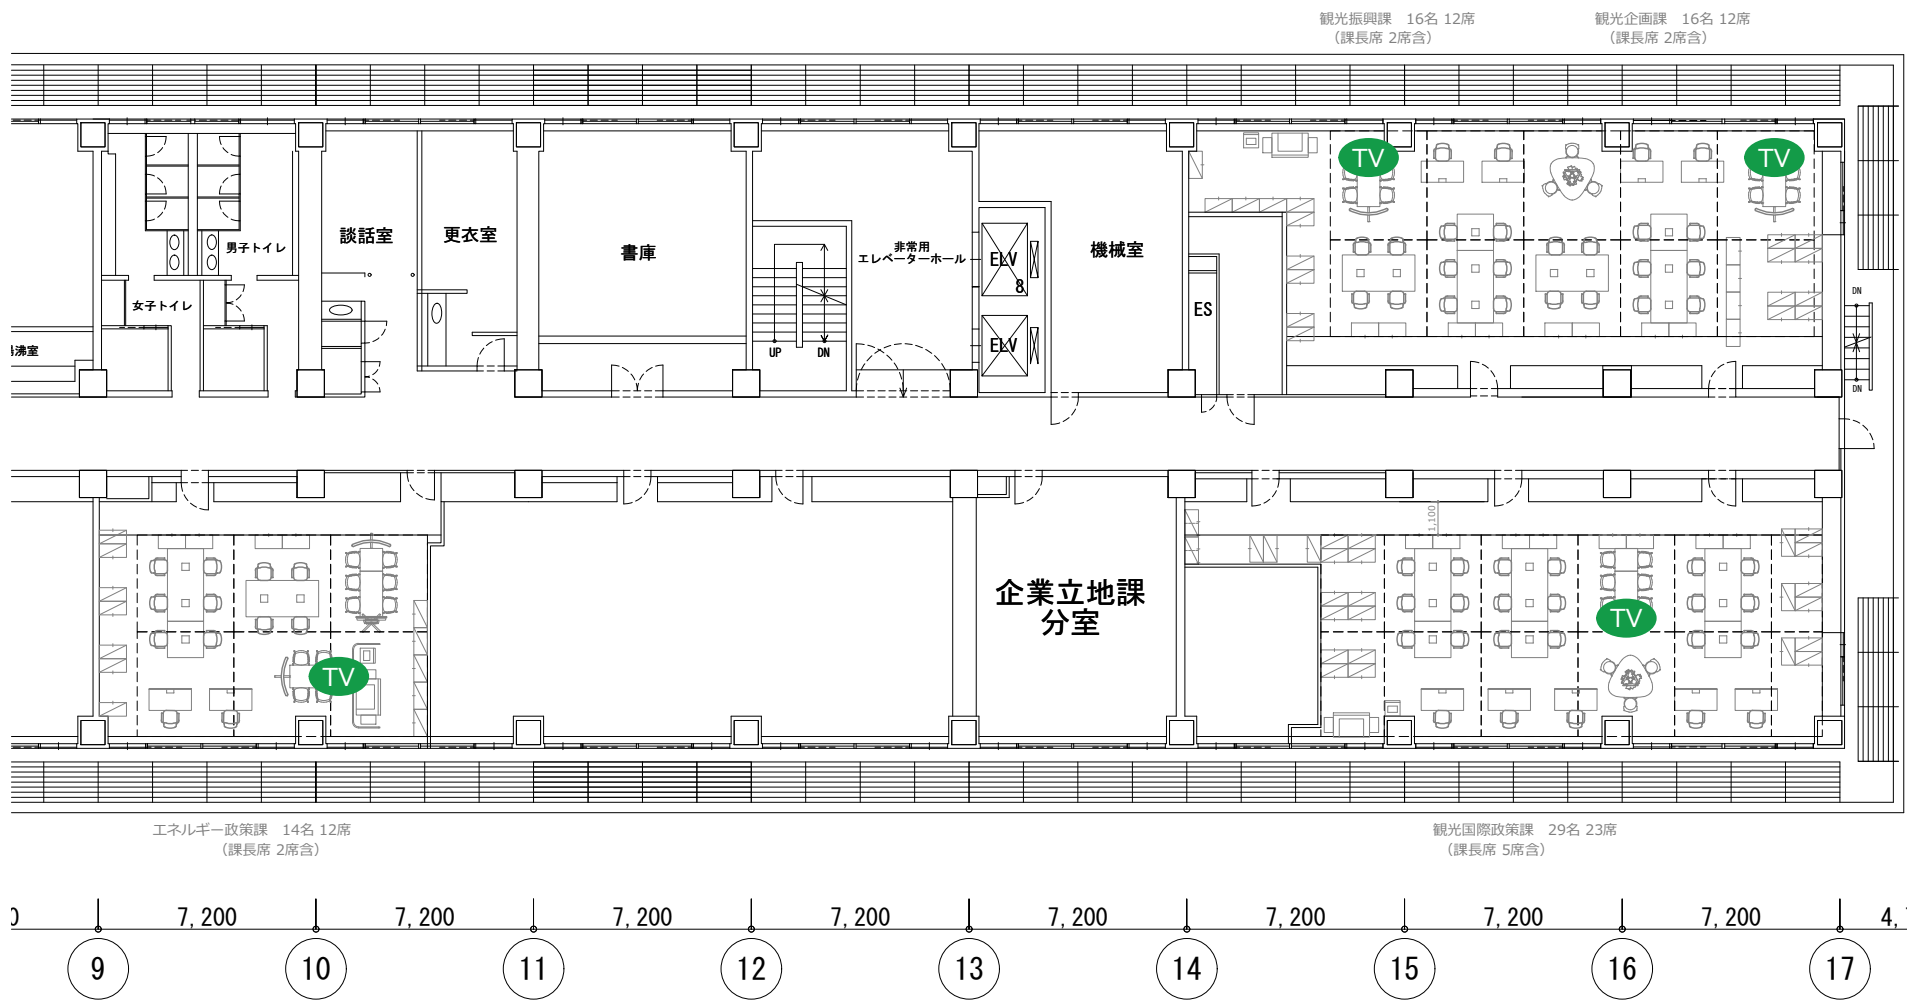 観光振興課　16名 12席
（課長席 2席含）
観光企画課　16名 12席
（課長席 2席含）
TV
TV
談話室
更衣室
書庫
非常用
エレベーターホール
機械室
男子トイレ
女子トイレ
湯沸室
ELV
8
ELV
ES
UP
DN
DN
DN
1,100
企業立地課
分室
TV
TV
エネルギー政策課　14名 12席
（課長席 2席含）
観光国際政策課　29名 23席
（課長席 5席含）
7,200 7,200 7,200 7,200 7,200 7,200 7,200 7,200
9 10 11 12 13 14 15 16 17